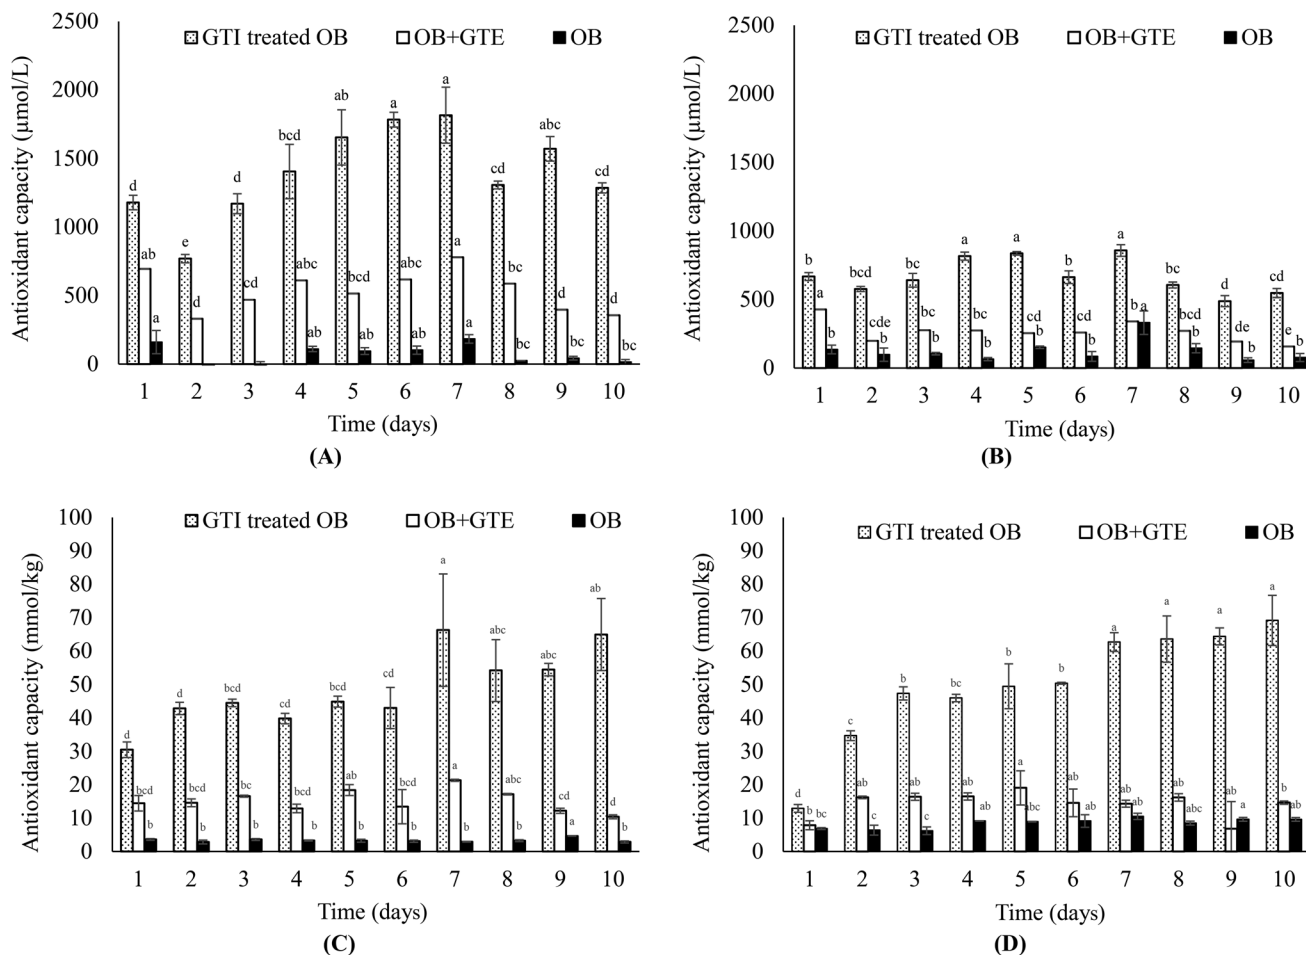 2500
2000
1500
1000
500
0
Antioxidant capacity (µmol/L)
GTI treated OB OB+GTE OB
d e d bcd ab a a cd abc cd
ab d cd abc bcd abc a bc d d
a ab ab ab a bc bc bc
1 2 3 4 5 6 7 8 9 10
Time (days)
(A)
2500
2000
1500
1000
500
0
Antioxidant capacity (µmol/L)
GTI treated OB OB+GTE OB
b bcd bc a a b a bc d cd
a cde bc bc cd cd b bcd de e
b b b b b b a b b b
1 2 3 4 5 6 7 8 9 10
Time (days)
(B)
100
90
80
70
60
50
40
30
20
10
0
Antioxidant capacity (mmol/kg)
GTI treated OB OB+GTE OB
d d bcd cd bcd cd a abc abc ab
bcd bcd bc bcd ab bcd a abc cd d
b b b b b b b b a b
1 2 3 4 5 6 7 8 9 10
Time (days)
(C)
100
90
80
70
60
50
40
30
20
10
0
Antioxidant capacity (mmol/kg)
GTI treated OB OB+GTE OB
d c b bc b b a a a a
b ab ab ab a ab ab ab ab a
bc c c ab abc ab ab abc a ab
1 2 3 4 5 6 7 8 9 10
Time (days)
(D)